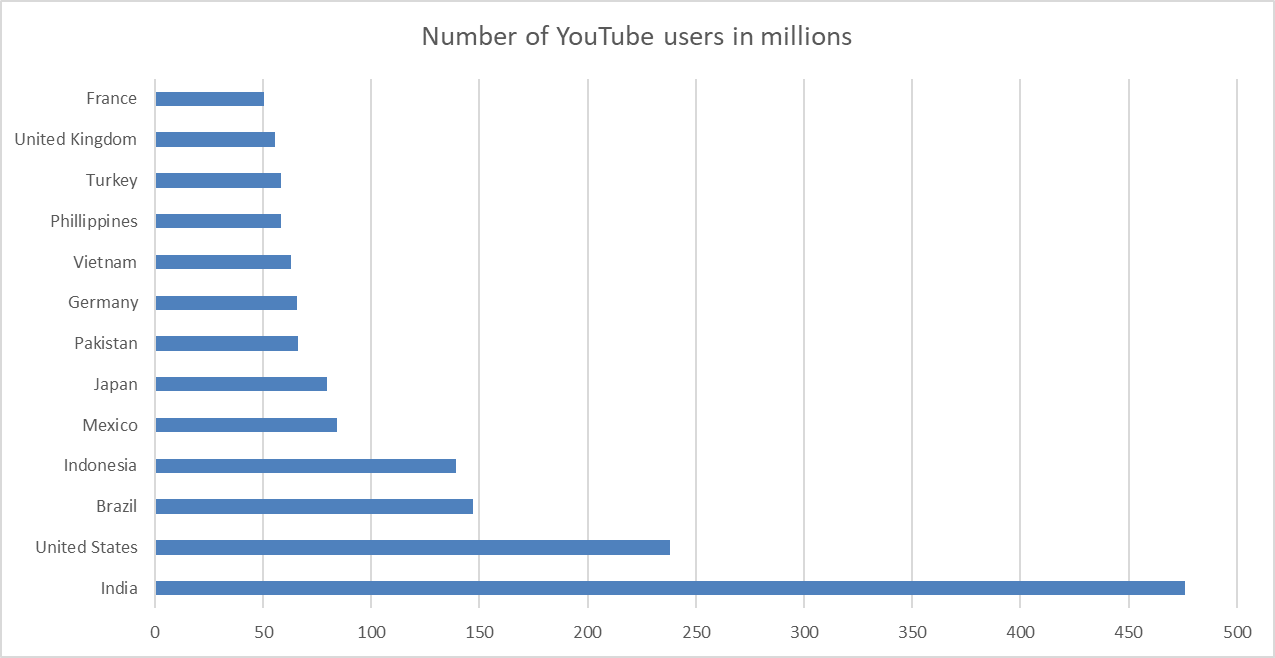 Number of YouTube users in millions
France
United Kingdom
Turkey
Phillippines
Vietnam
Germany
Pakistan
Japan
Mexico
Indonesia
Brazil
United States
India
0 50 100 150 200 250 300 350 400 450 500